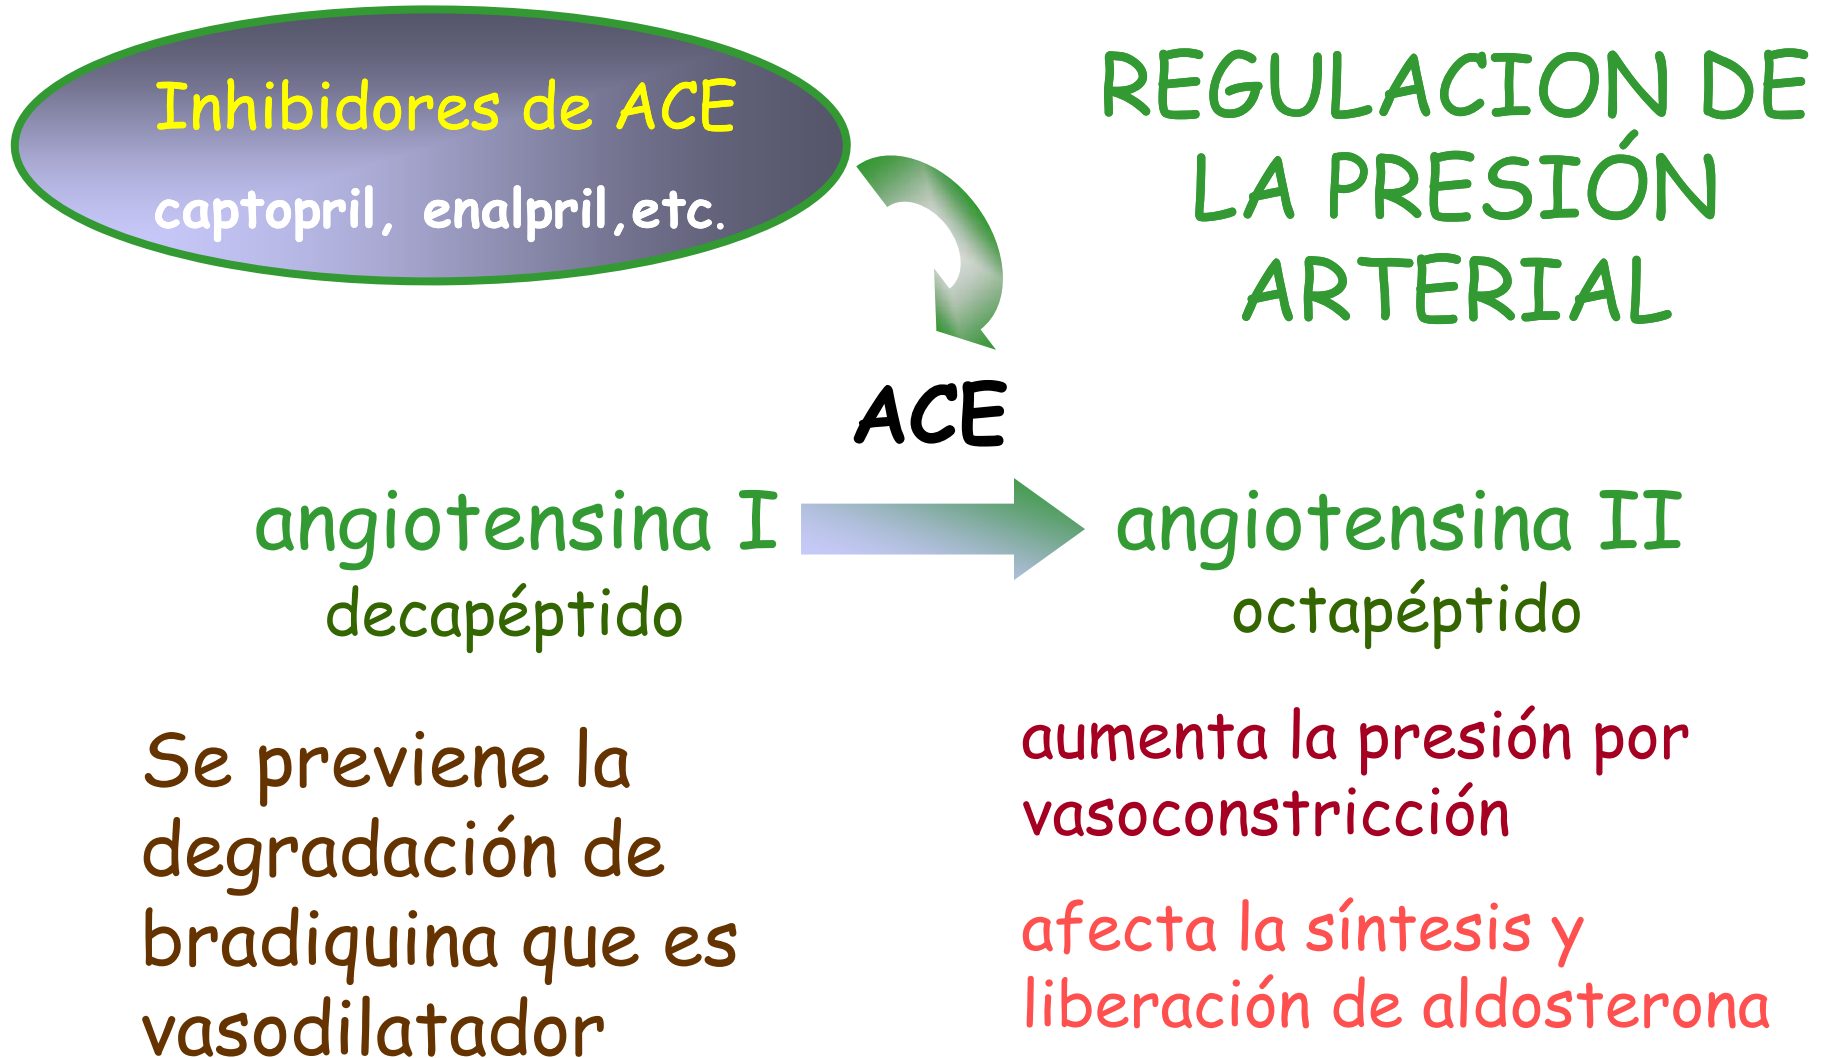 Inhibidores de ACE
captopril, enalpril,etc.
REGULACION DE
LA PRESIÓN
ARTERIAL
ACE
angiotensina I
decapéptido
angiotensina II
octapéptido
Se previene la
degradación de
bradiquina que es
vasodilatador
aumenta la presión por
vasoconstricción
afecta la síntesis y
liberación de aldosterona